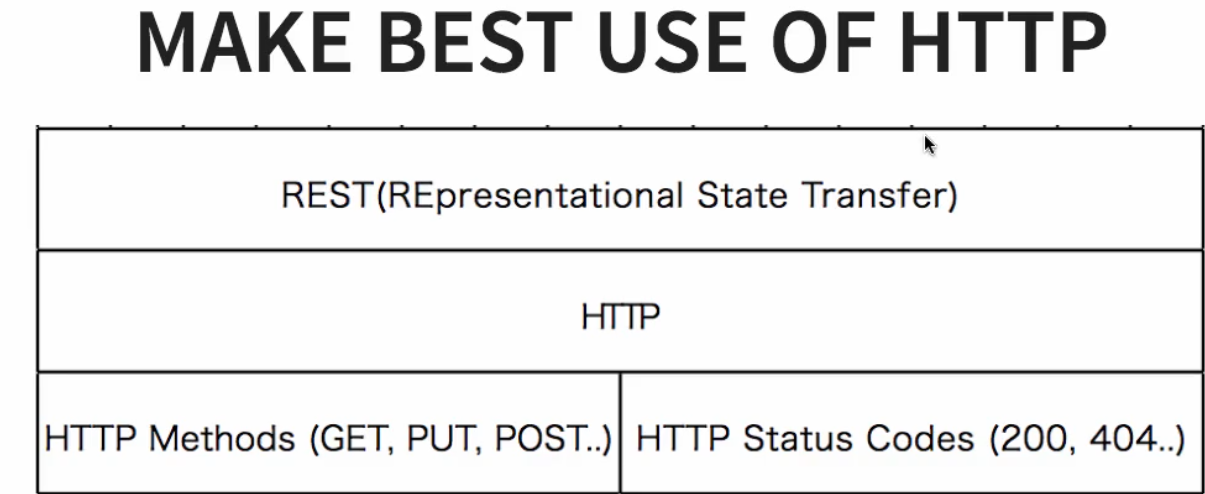 MAKE BEST USE OF HTTP
REST(REpresentational State Transfer)
HTTP
HTTP Methods (GET, PUT, POST..)
HTTP Status Codes (200, 404..)